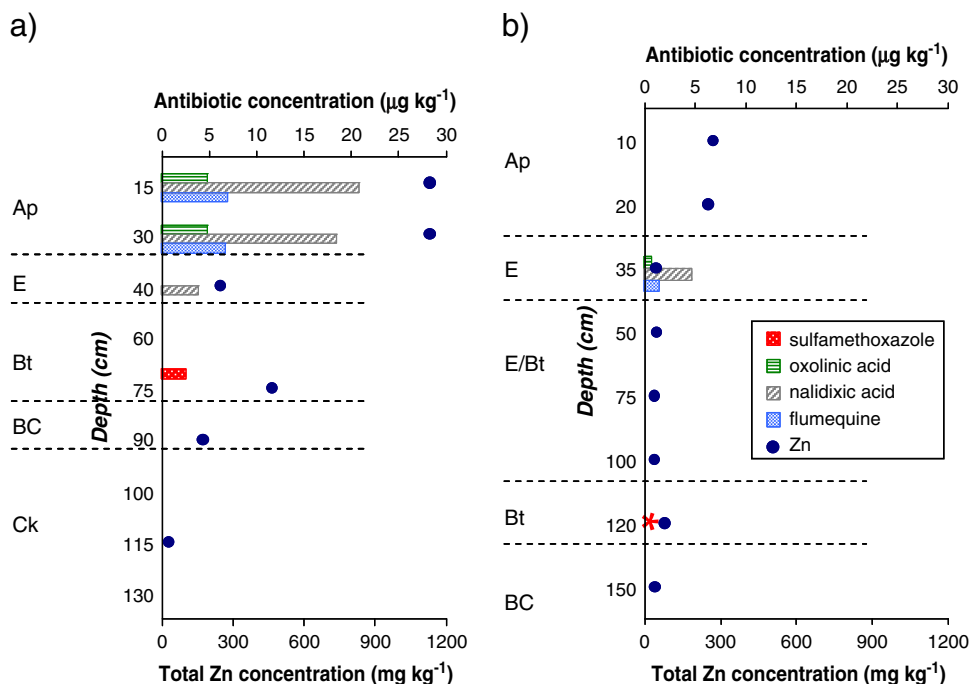 a)
Antibiotic concentration (μg kg⁻¹)
0 5 10 15 20 25 30
Ap
15
30
E
40
Bt
60
75
BC
90
Ck
100
115
130
Depth (cm)
0 300 600 900 1200
Total Zn concentration (mg kg⁻¹)
b)
Antibiotic concentration (μg kg⁻¹)
0 5 10 15 20 25 30
Ap
10
20
E
35
E/Bt
50
75
100
Bt
120
BC
150
Depth (cm)
sulfamethoxazole
oxolinic acid
nalidixic acid
flumequine
Zn
0 300 600 900 1200
Total Zn concentration (mg kg⁻¹)